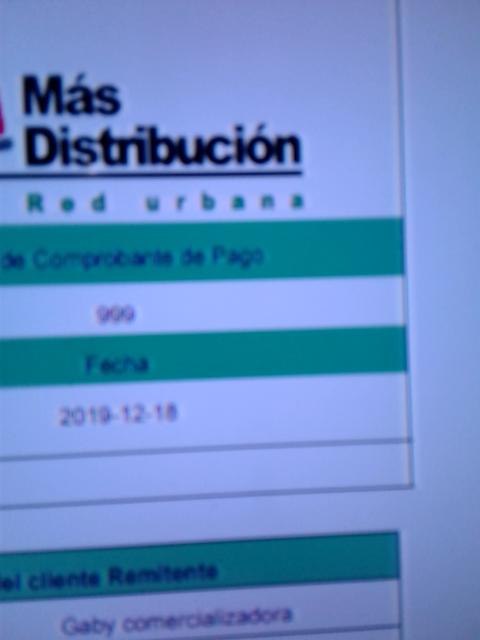 Más
Distribución
Red urbana
de Comprobante de Pago
999
Fecha
2019-12-18
del cliente Remitente
Gaby comercializadora